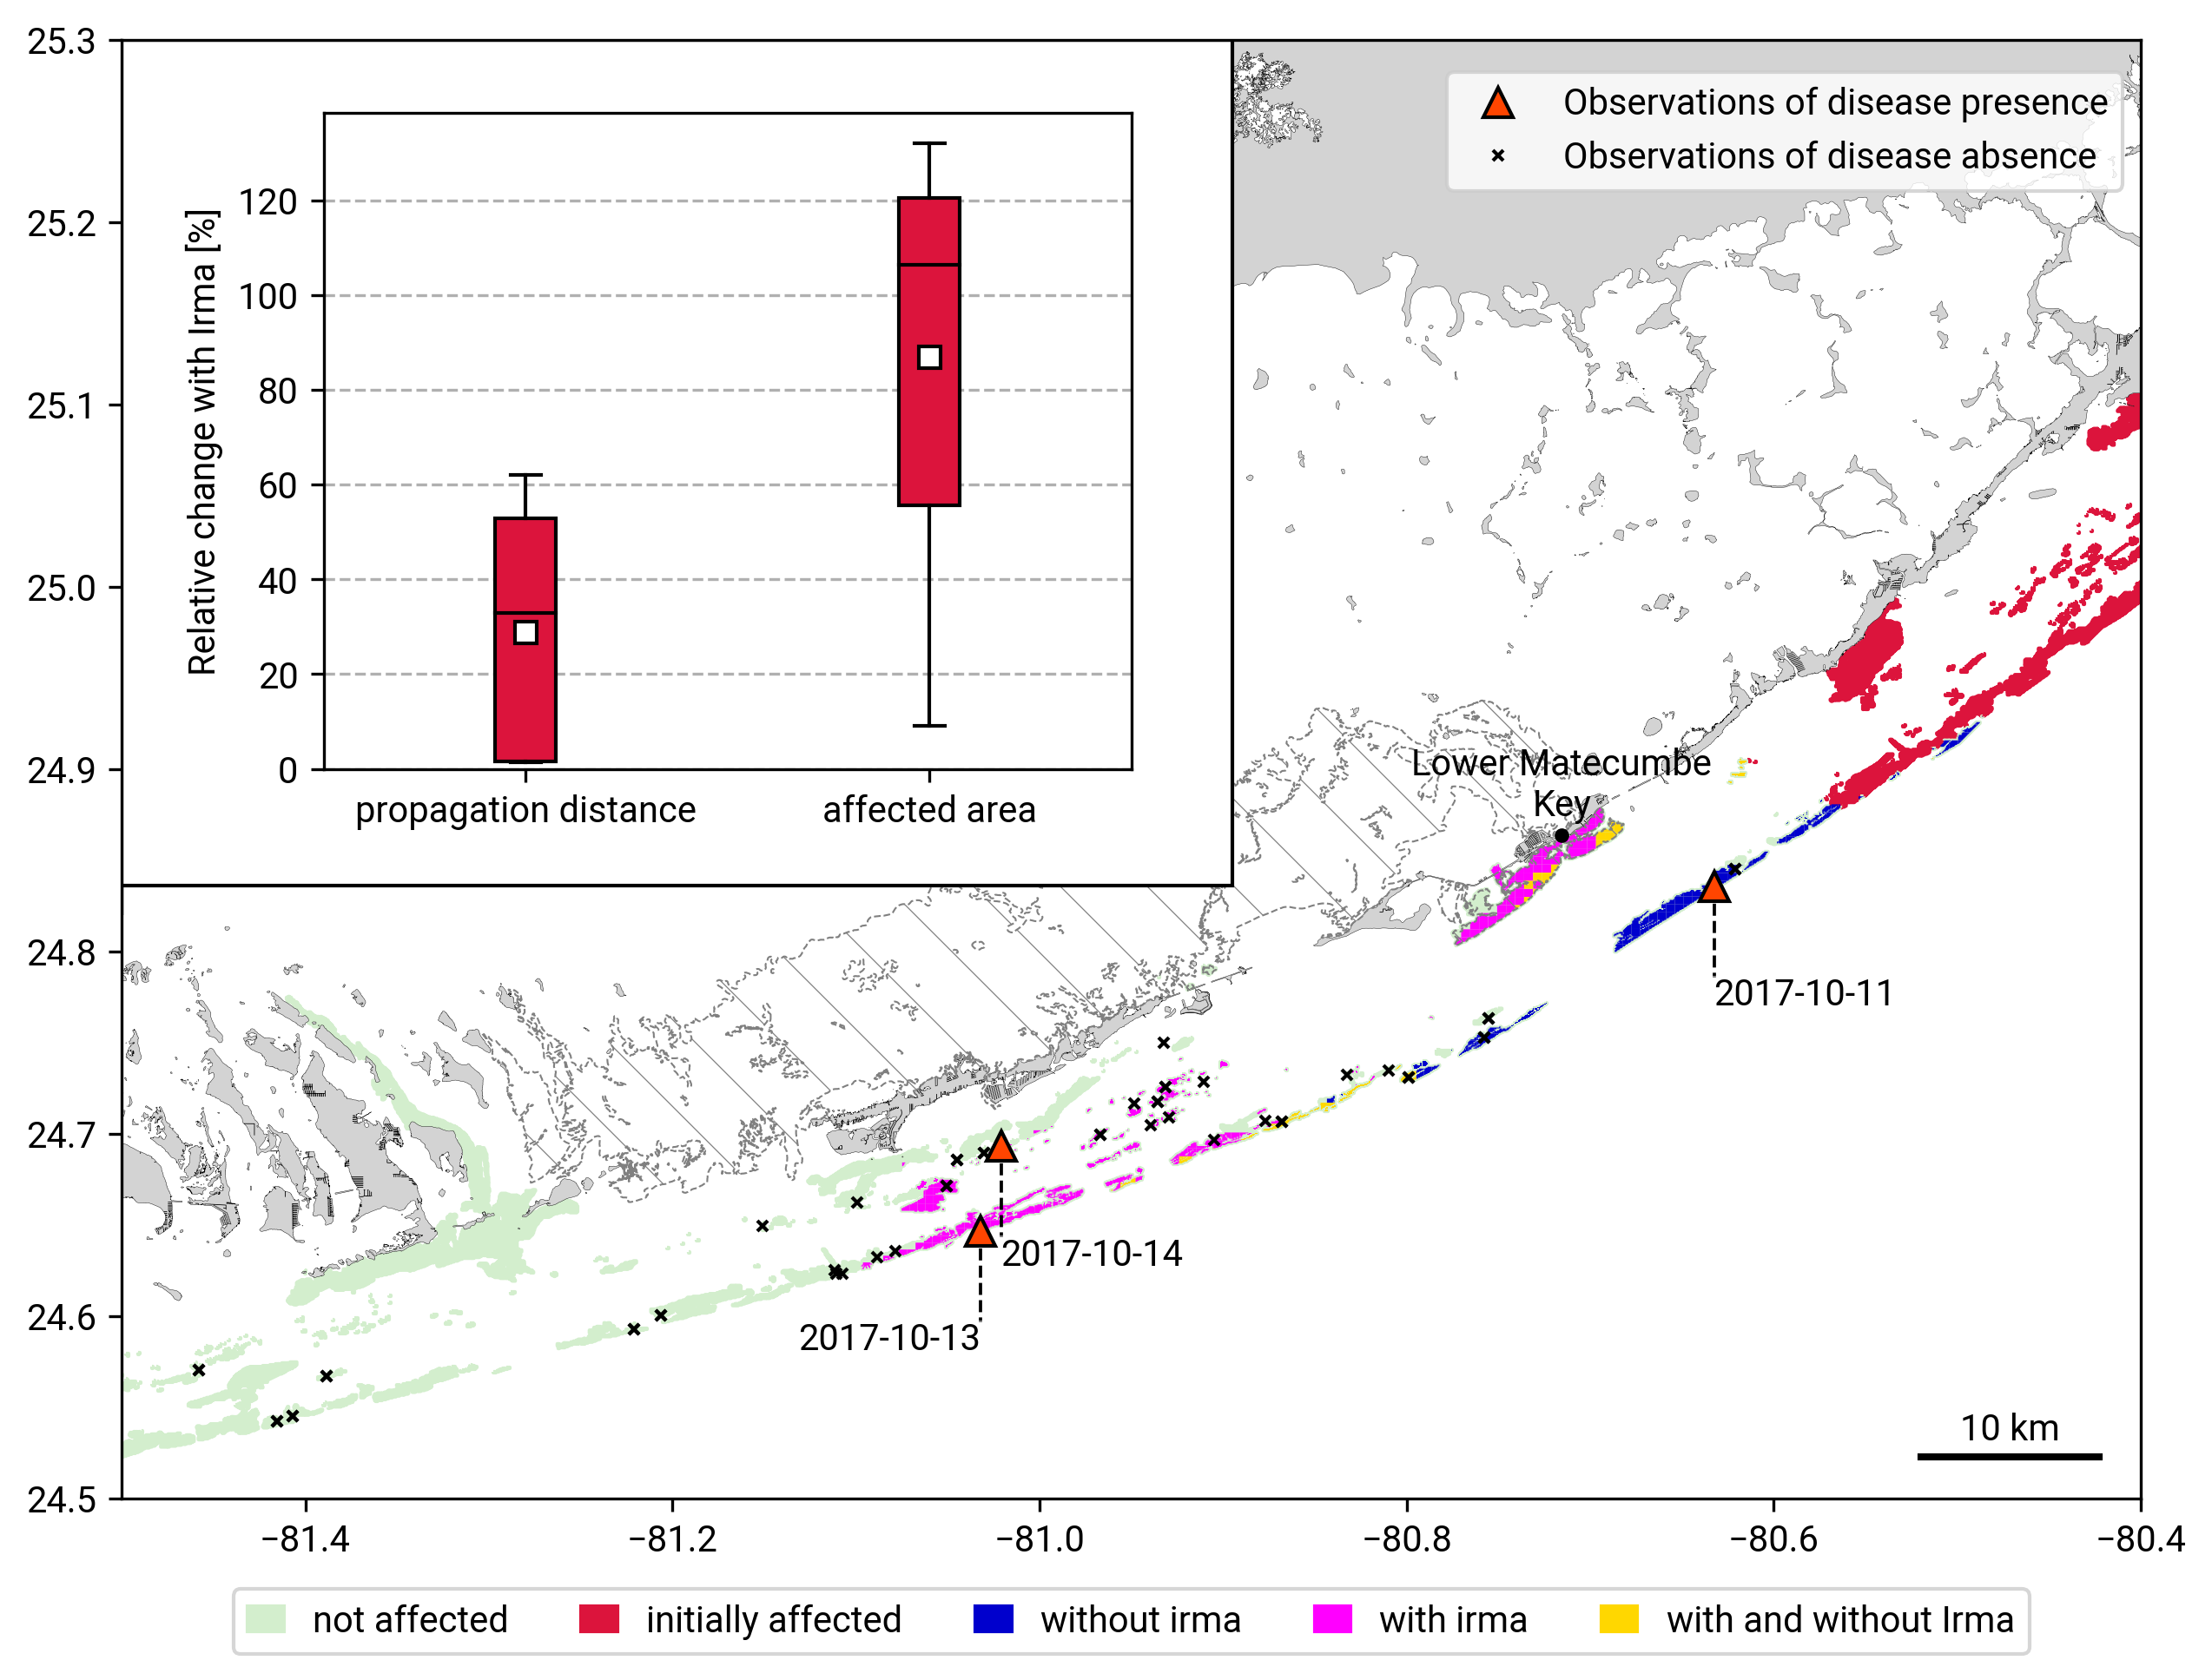 25.3
25.2
25.1
25.0
24.9
24.8
24.7
24.6
24.5
Relative change with Irma [%]
120
100
80
60
40
20
0
propagation distance
affected area
Observations of disease presence
Observations of disease absence
Lower Matecumbe
Key
2017-10-11
2017-10-14
2017-10-13
10 km
−81.4
−81.2
−81.0
−80.8
−80.6
−80.4
not affected
initially affected
without irma
with irma
with and without Irma